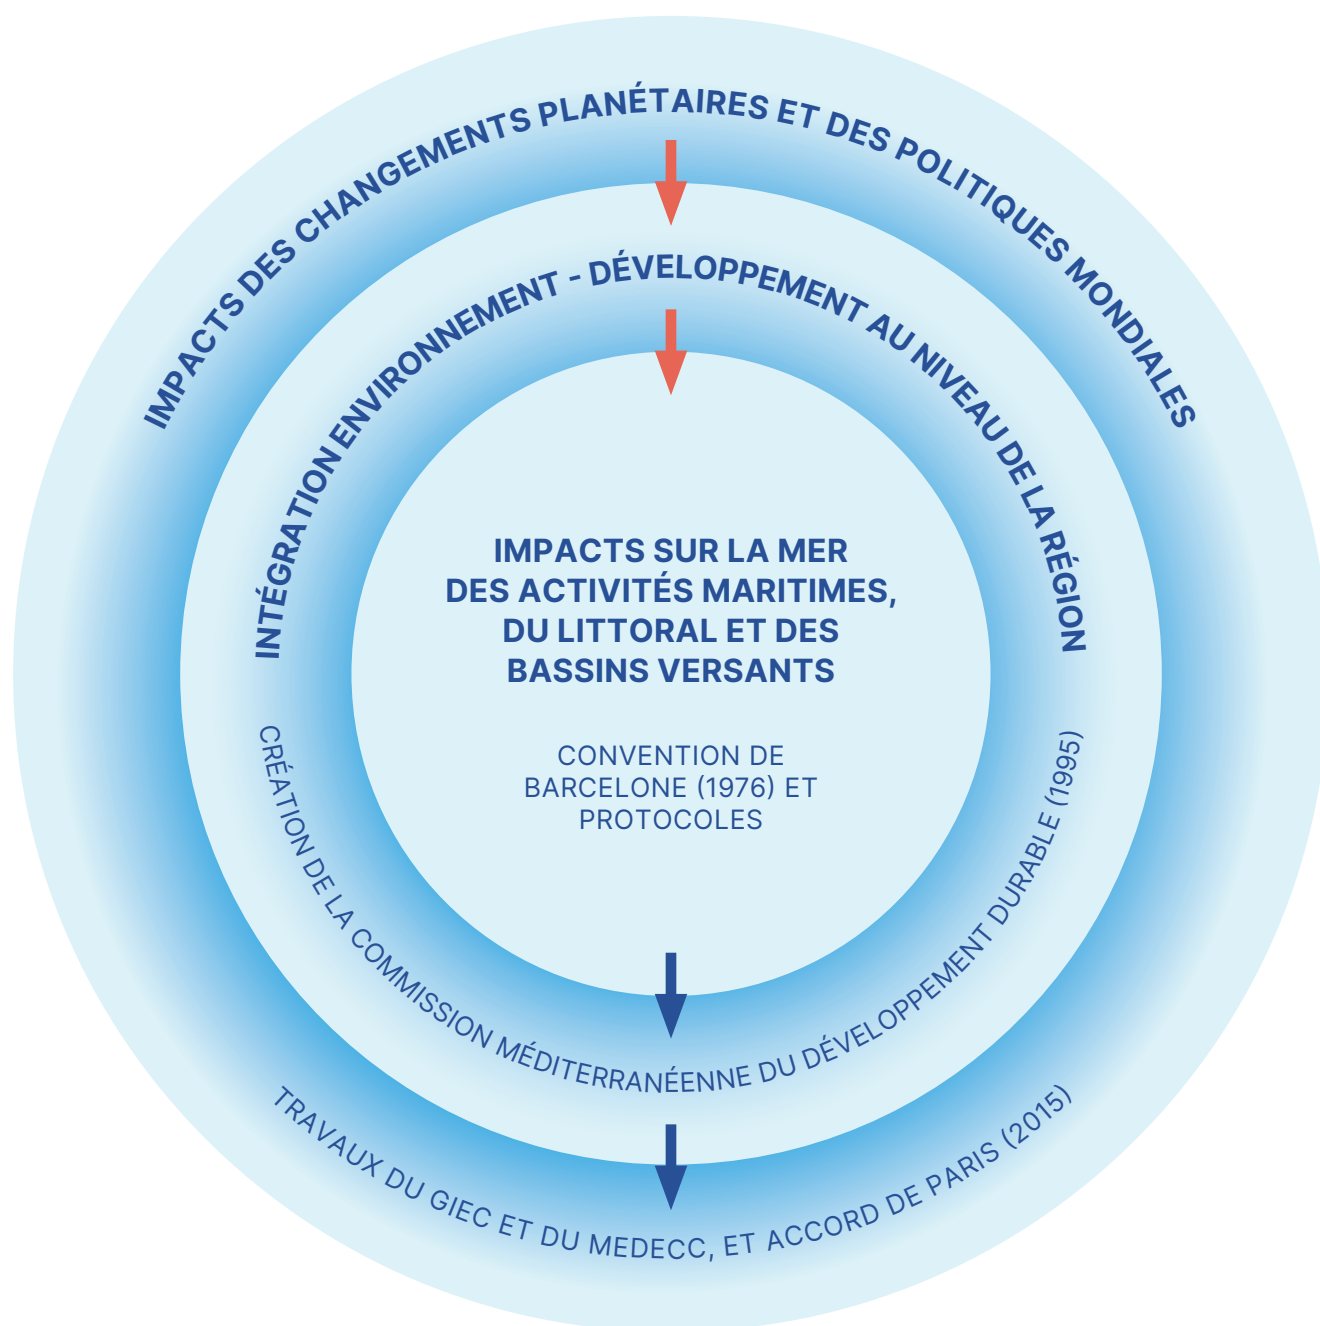 IMPACTS DES CHANGEMENTS PLANÉTAIRES ET DES POLITIQUES MONDIALES
INTÉGRATION ENVIRONNEMENT - DÉVELOPPEMENT AU NIVEAU DE LA RÉGION
IMPACTS SUR LA MER
DES ACTIVITÉS MARITIMES,
DU LITTORAL ET DES
BASSINS VERSANTS
CONVENTION DE
BARCELONE (1976) ET
PROTOCOLES
CRÉATION DE LA COMMISSION MÉDITERRANÉENNE DU DÉVELOPPEMENT DURABLE (1995)
TRAVAUX DU GIEC ET DU MEDECC, ET ACCORD DE PARIS (2015)